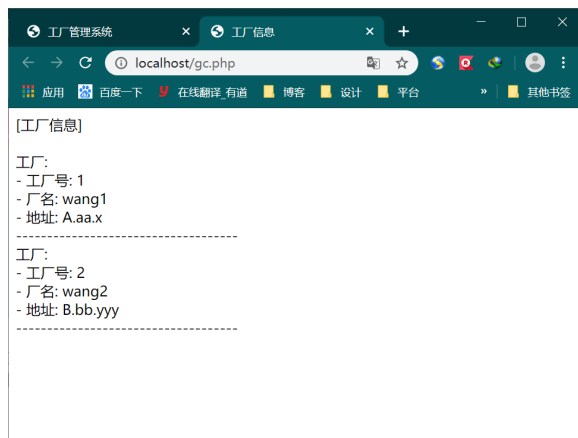 工厂管理系统
工厂信息
localhost/gc.php
应用
百度一下
在线翻译_有道
博客
设计
平台
»
其他书签
[工厂信息]
工厂:
- 工厂号: 1
- 厂名: wang1
- 地址: A.aa.x
------------------------------------
工厂:
- 工厂号: 2
- 厂名: wang2
- 地址: B.bb.yyy
------------------------------------